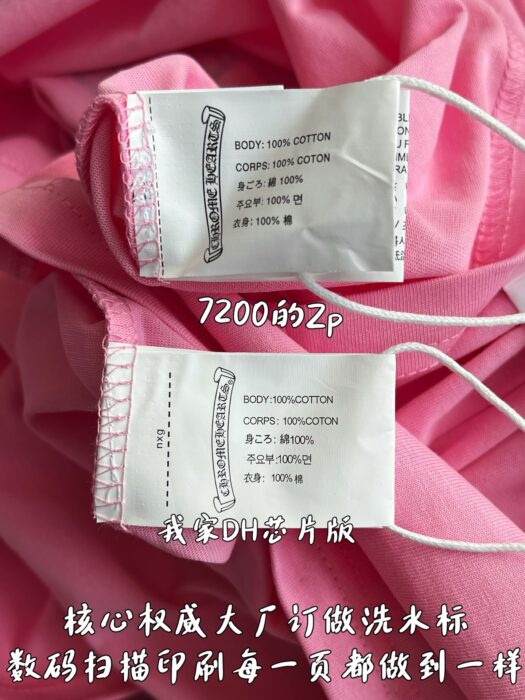 CHROME HEARTS
BODY: 100% COTTON
CORPS: 100% COTON
身ごろ: 綿 100%
주요부: 100% 면
衣身: 100% 棉
7200的Zp
nxg
CHROME HEARTS®
BODY:100%COTTON
CORPS: 100%COTON
身ごろ: 綿100%
주요부:100%면
衣身: 100% 棉
我家DH芯片版
核心权威大厂订做洗水标
数码扫描印刷每一页都做到一样